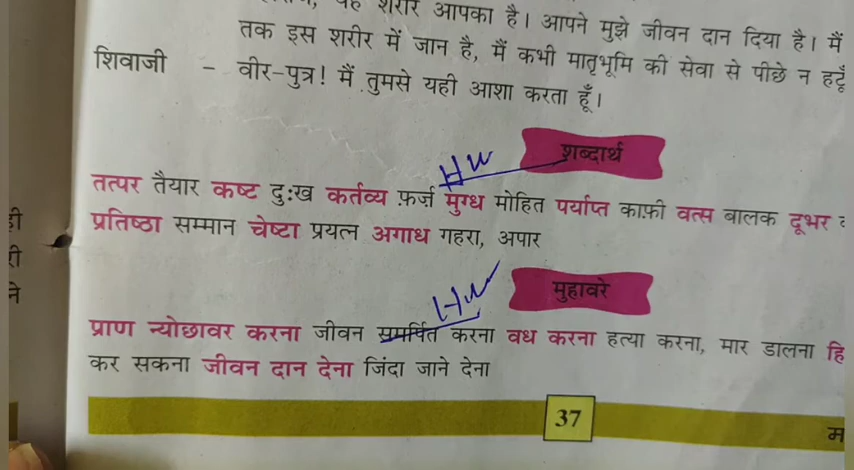 शरीर आपका है। आपने मुझे जीवन दान दिया है। मैं
तक इस शरीर में जान है, मैं कभी मातृभूमि की सेवा से पीछे न हटूँ
शिवाजी – वीर-पुत्र! मैं तुमसे यही आशा करता हूँ।
शब्दार्थ
HW
तत्पर तैयार कष्ट दुःख कर्तव्य फ़र्ज़ मुग्ध मोहित पर्याप्त काफ़ी वत्स बालक दूभर
प्रतिष्ठा सम्मान चेष्टा प्रयत्न अगाध गहरा, अपार
मुहावरे
HW
प्राण न्योछावर करना जीवन समर्पित करना वध करना हत्या करना, मार डालना हि
कर सकना जीवन दान देना जिंदा जाने देना
37
म